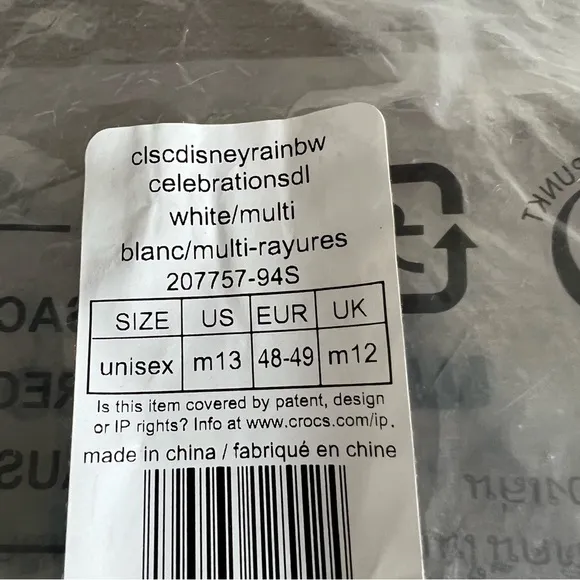 clscdisneyrainbw
celebrationsdl
white/multi
blanc/multi-rayures
207757-94S
SIZE US EUR UK
unisex m13 48-49 m12
Is this item covered by patent, design
or IP rights? Info at www.crocs.com/ip.
made in china / fabriqué en chine
PUNKT